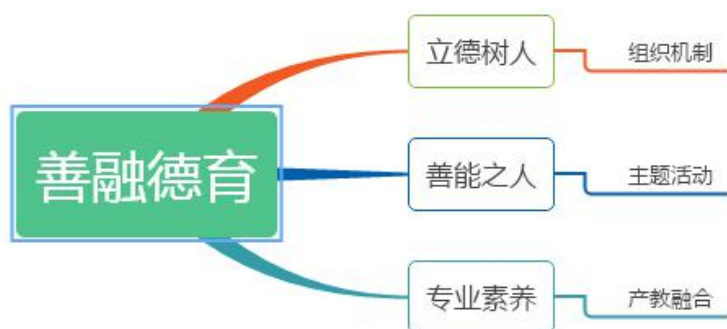 善融德育
立德树人
组织机制
善能之人
主题活动
专业素养
产教融合